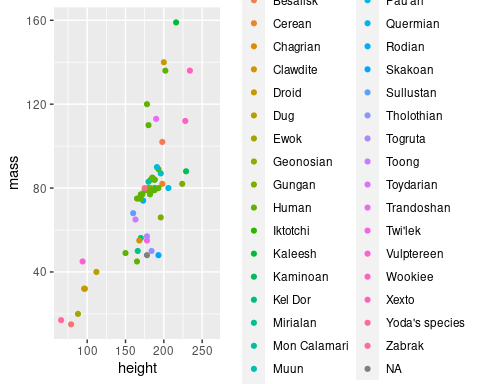 160
120
80
40
mass
100 150 200 250
height
Besalisk
Cerean
Chagrian
Clawdite
Droid
Dug
Ewok
Geonosian
Gungan
Human
Iktotchi
Kaleesh
Kaminoan
Kel Dor
Mirialan
Mon Calamari
Muun
Pau'an
Quermian
Rodian
Skakoan
Sullustan
Tholothian
Togruta
Toong
Toydarian
Trandoshan
Twi'lek
Vulptereen
Wookiee
Xexto
Yoda's species
Zabrak
NA